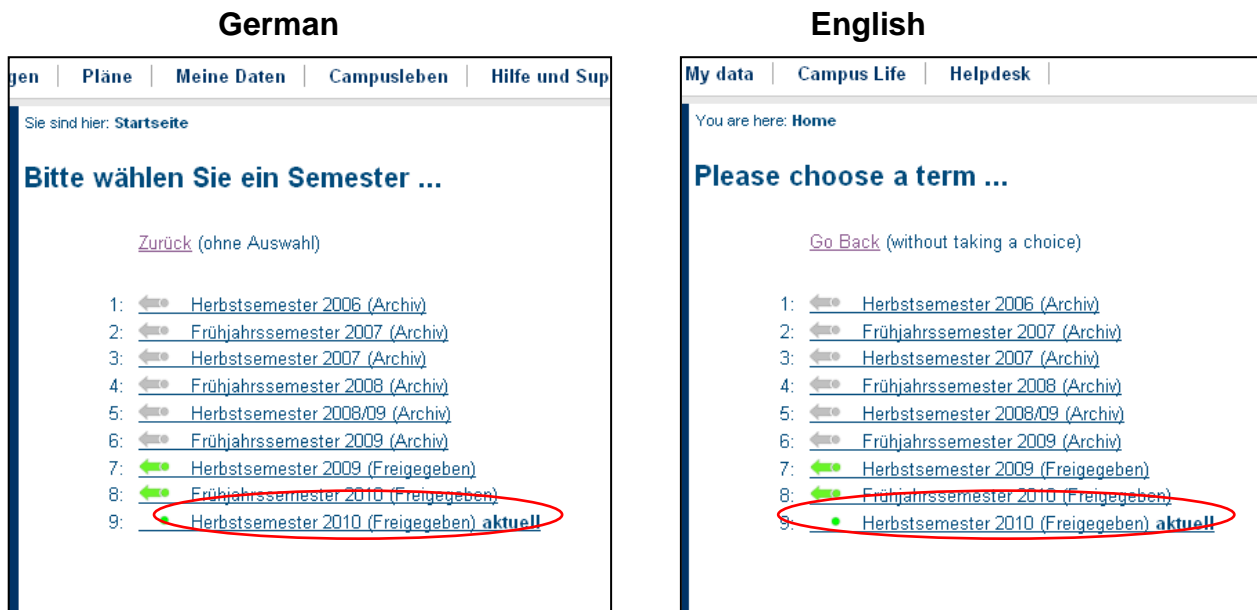 German
gen | Pläne | Meine Daten | Campusleben | Hilfe und Sup
Sie sind hier: Startseite
Bitte wählen Sie ein Semester ...
Zurück (ohne Auswahl)
1: Herbstsemester 2006 (Archiv)
2: Frühjahrssemester 2007 (Archiv)
3: Herbstsemester 2007 (Archiv)
4: Frühjahrssemester 2008 (Archiv)
5: Herbstsemester 2008/09 (Archiv)
6: Frühjahrssemester 2009 (Archiv)
7: Herbstsemester 2009 (Freigegeben)
8: Frühjahrssemester 2010 (Freigegeben)
9: Herbstsemester 2010 (Freigegeben) aktuell
English
My data | Campus Life | Helpdesk |
You are here: Home
Please choose a term ...
Go Back (without taking a choice)
1: Herbstsemester 2006 (Archiv)
2: Frühjahrssemester 2007 (Archiv)
3: Herbstsemester 2007 (Archiv)
4: Frühjahrssemester 2008 (Archiv)
5: Herbstsemester 2008/09 (Archiv)
6: Frühjahrssemester 2009 (Archiv)
7: Herbstsemester 2009 (Freigegeben)
8: Frühjahrssemester 2010 (Freigegeben)
9: Herbstsemester 2010 (Freigegeben) aktuell